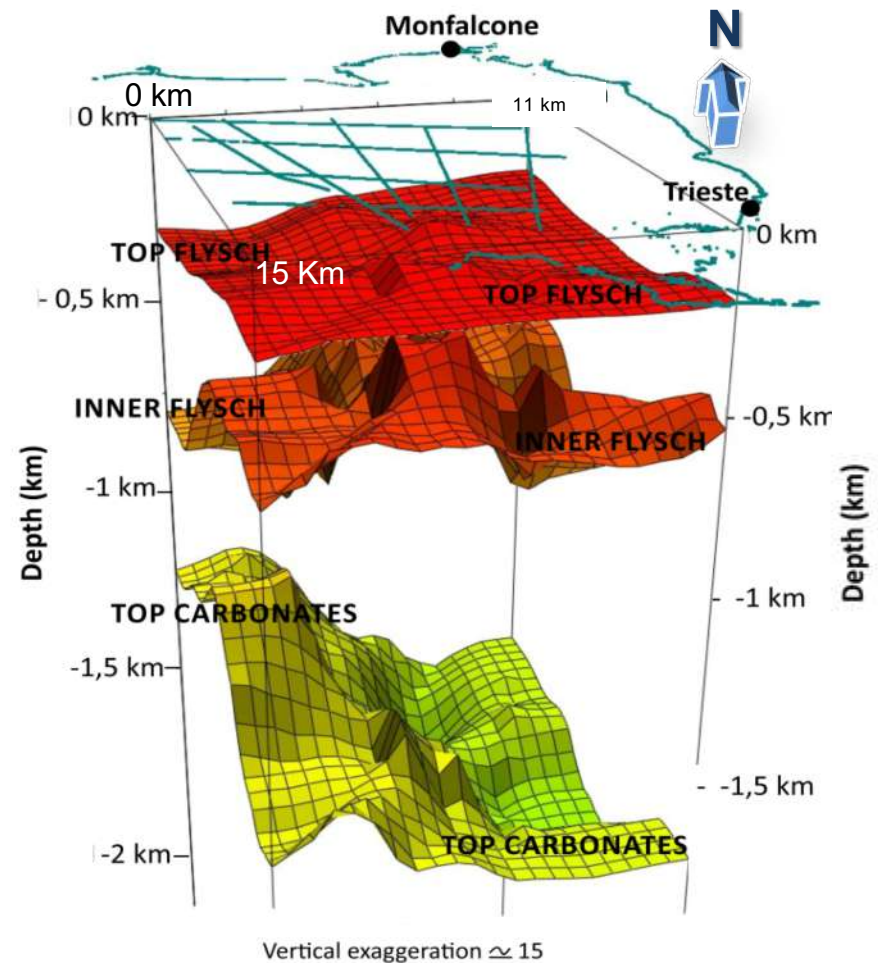 Monfalcone
N
0 km
11 km
0 km
Trieste
0 km
TOP FLYSCH
15 Km
TOP FLYSCH
- 0,5 km
INNER FLYSCH
-0,5 km
INNER FLYSCH
-1 km
Depth (km)
Depth (km)
-1 km
TOP CARBONATES
-1,5 km
- -1,5 km
TOP CARBONATES
-2 km
Vertical exaggeration ≃ 15